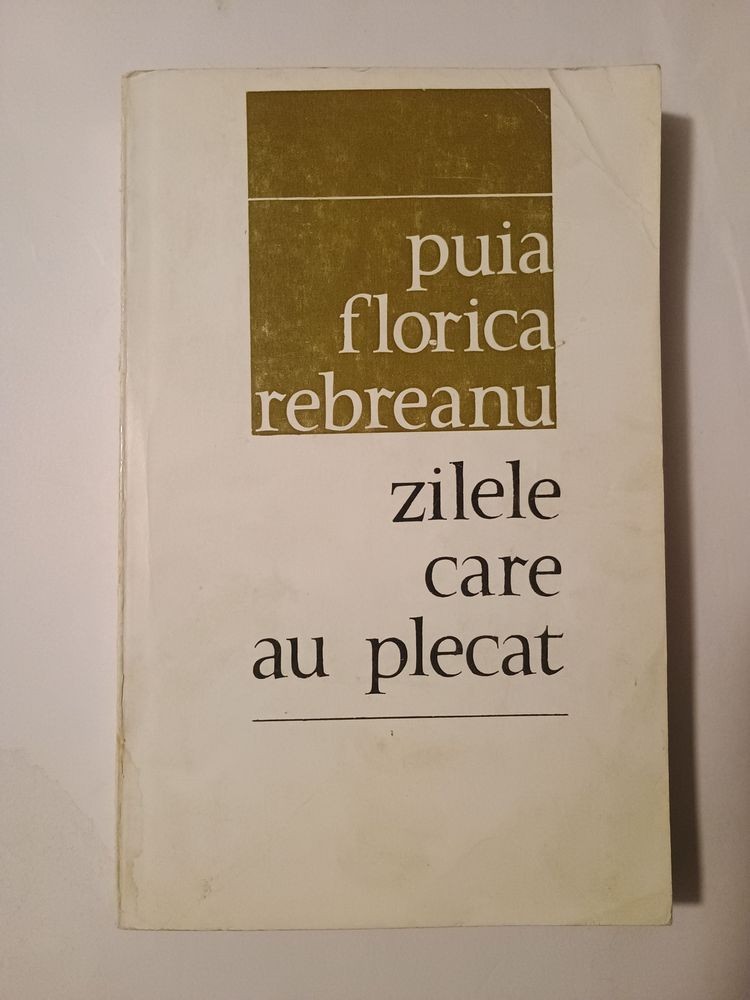 puia
florica
rebreanu
zilele
care
au plecat